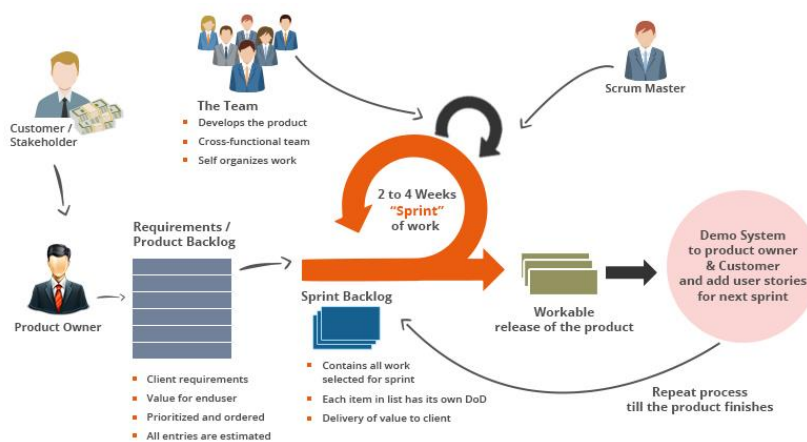 Customer /
Stakeholder
The Team
Develops the product
Cross-functional team
Self organizes work
Scrum Master
2 to 4 Weeks
“Sprint”
of work
Product Owner
Requirements /
Product Backlog
Client requirements
Value for enduser
Prioritized and ordered
All entries are estimated
Sprint Backlog
Contains all work
selected for sprint
Each item in list has its own DoD
Delivery of value to client
Workable
release of the product
Demo System
to product owner
& Customer
and add user stories
for next sprint
Repeat process
till the product finishes